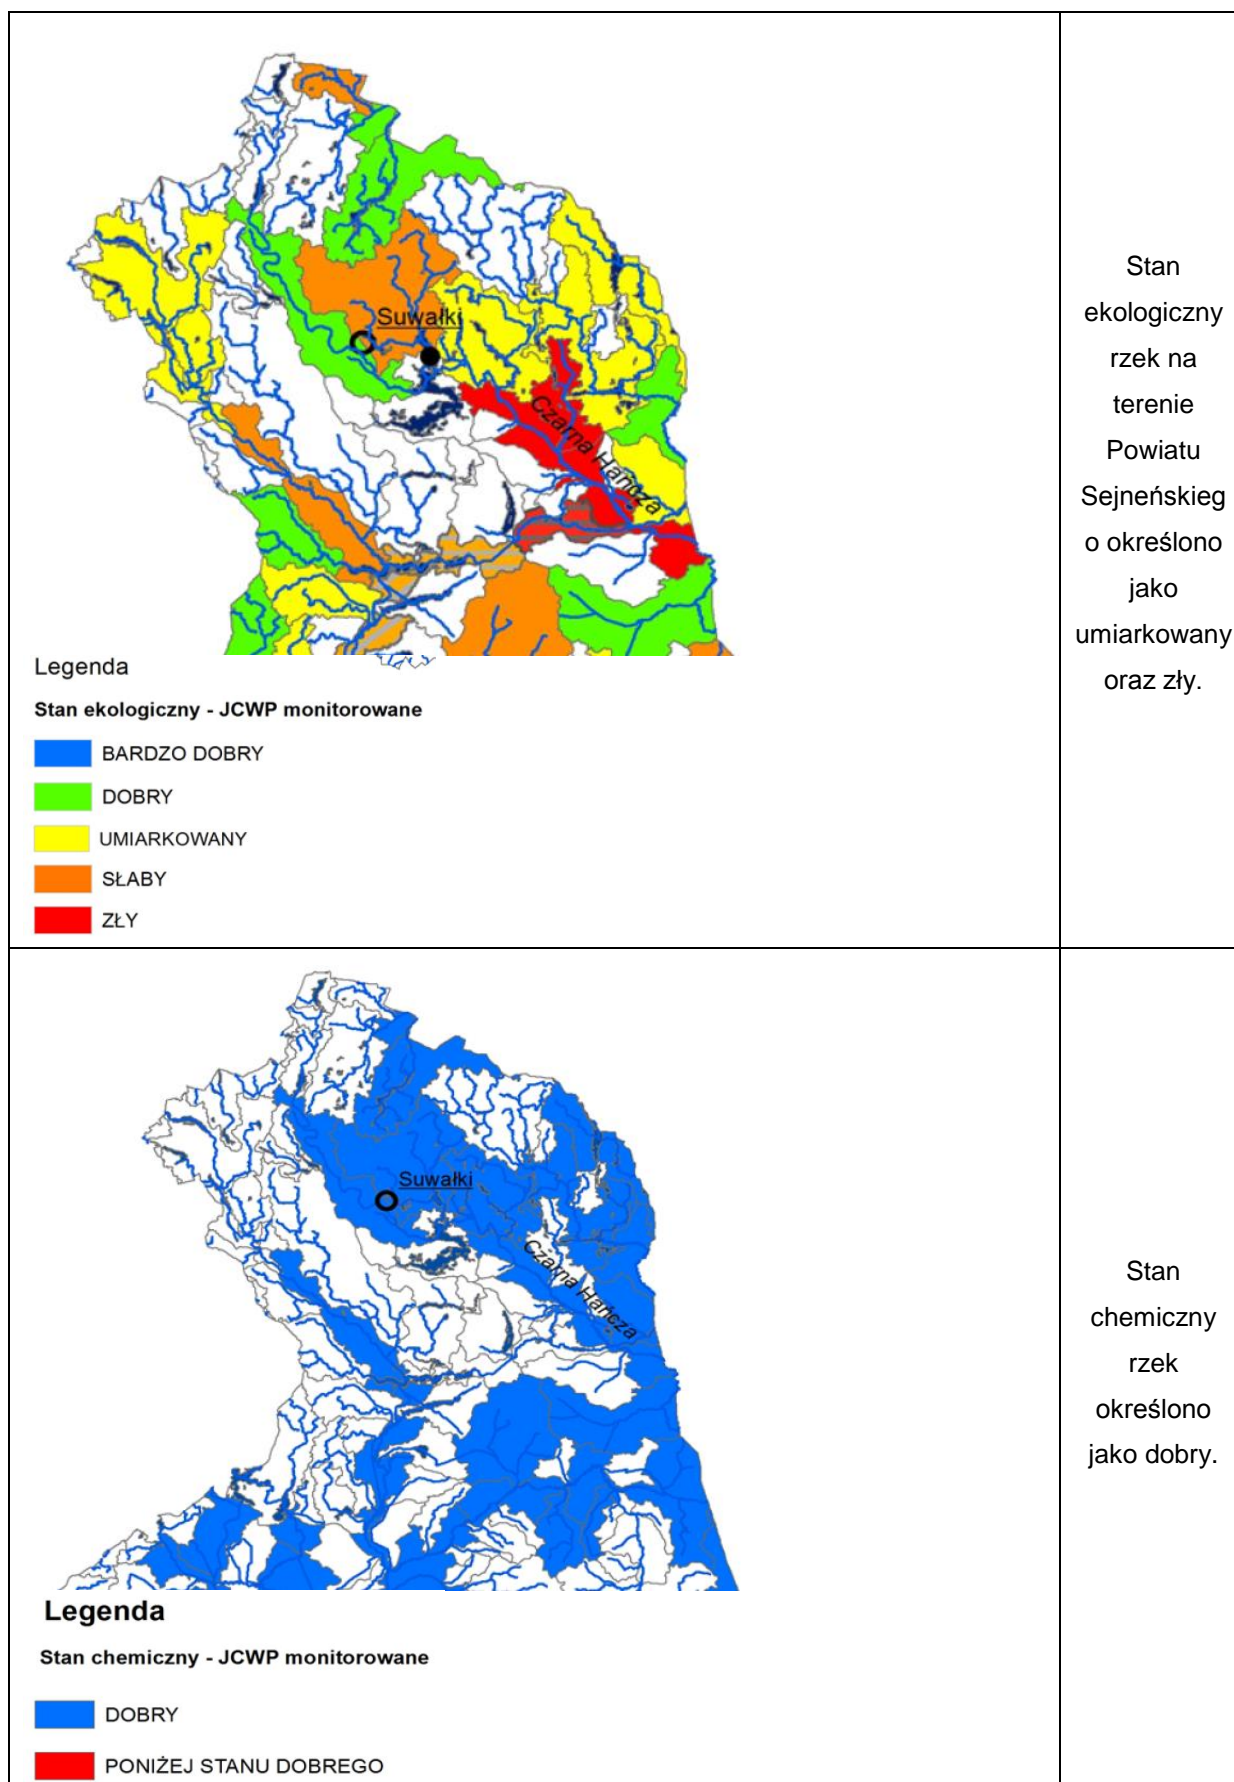 Suwałki
Czarna Hańcza
Legenda
Stan ekologiczny - JCWP monitorowane
BARDZO DOBRY
DOBRY
UMIARKOWANY
SŁABY
ZŁY
Stan
ekologiczny
rzek na
terenie
Powiatu
Sejneńskieg
o określono
jako
umiarkowany
oraz zły.
Suwałki
Czarna Hańcza
Legenda
Stan chemiczny - JCWP monitorowane
DOBRY
PONIŻEJ STANU DOBREGO
Stan
chemiczny
rzek
określono
jako dobry.